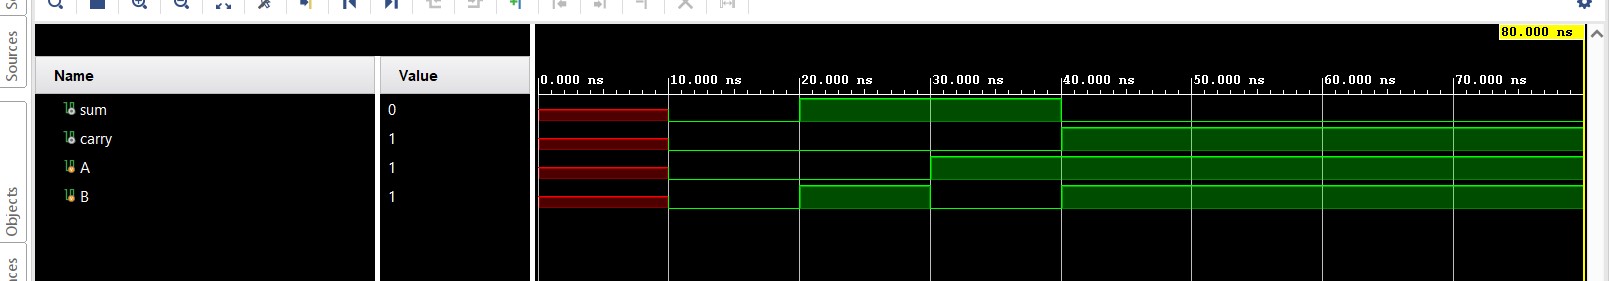 Sources
80.000 ns
Name
Value
0.000 ns
10.000 ns
20.000 ns
30.000 ns
40.000 ns
50.000 ns
60.000 ns
70.000 ns
sum
0
carry
1
A
1
B
1
Objects